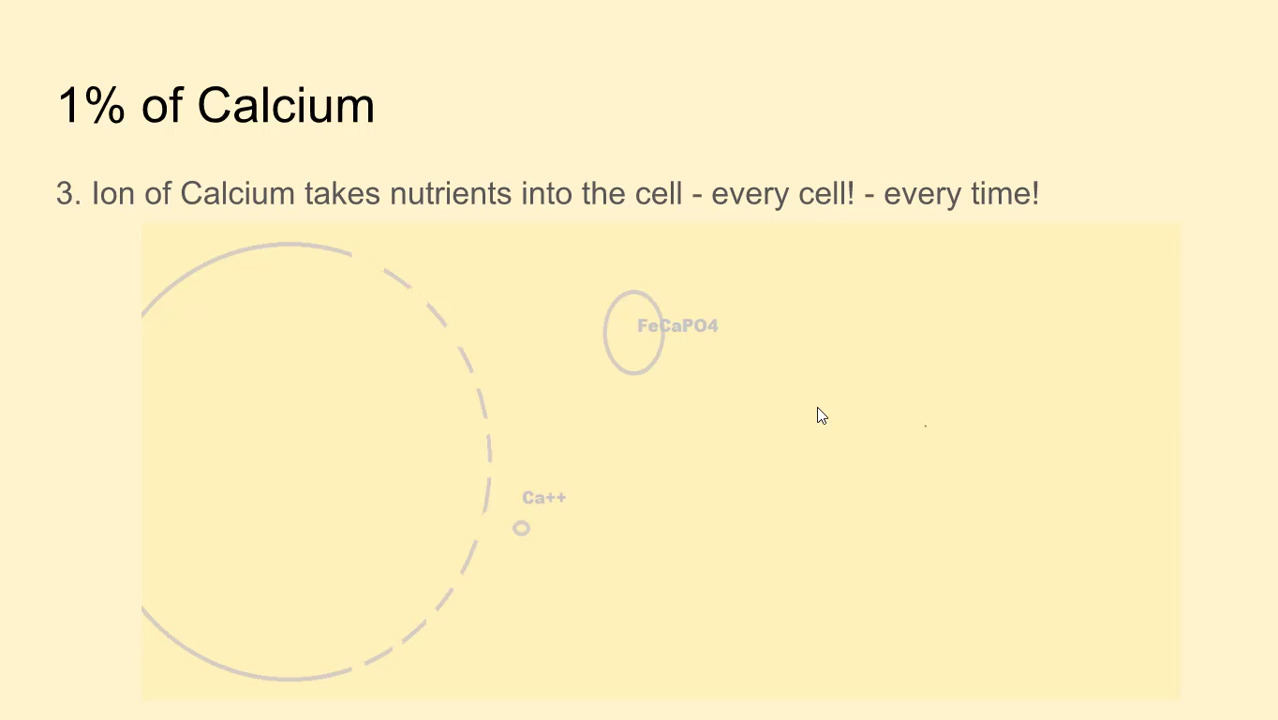 1% of Calcium
3. Ion of Calcium takes nutrients into the cell - every cell! - every time!
FeCaPO4
Ca++